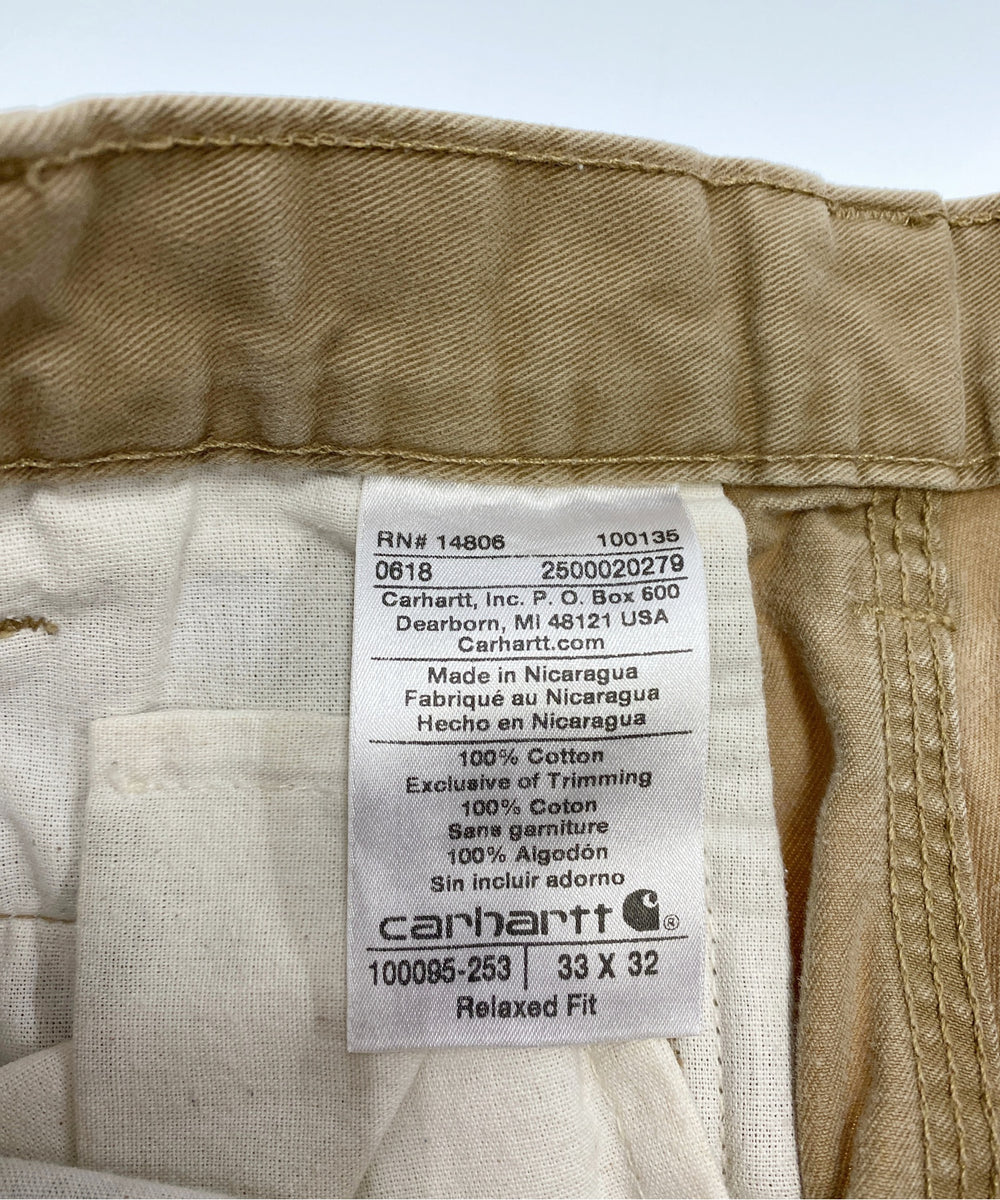 RN# 14806 100135
0618 2500020279
Carhartt, Inc. P. O. Box 600
Dearborn, MI 48121 USA
Carhartt.com
Made in Nicaragua
Fabriqué au Nicaragua
Hecho en Nicaragua
100% Cotton
Exclusive of Trimming
100% Coton
Sans garniture
100% Algodón
Sin incluir adorno
carhartt ®
100095-253 33 X 32
Relaxed Fit